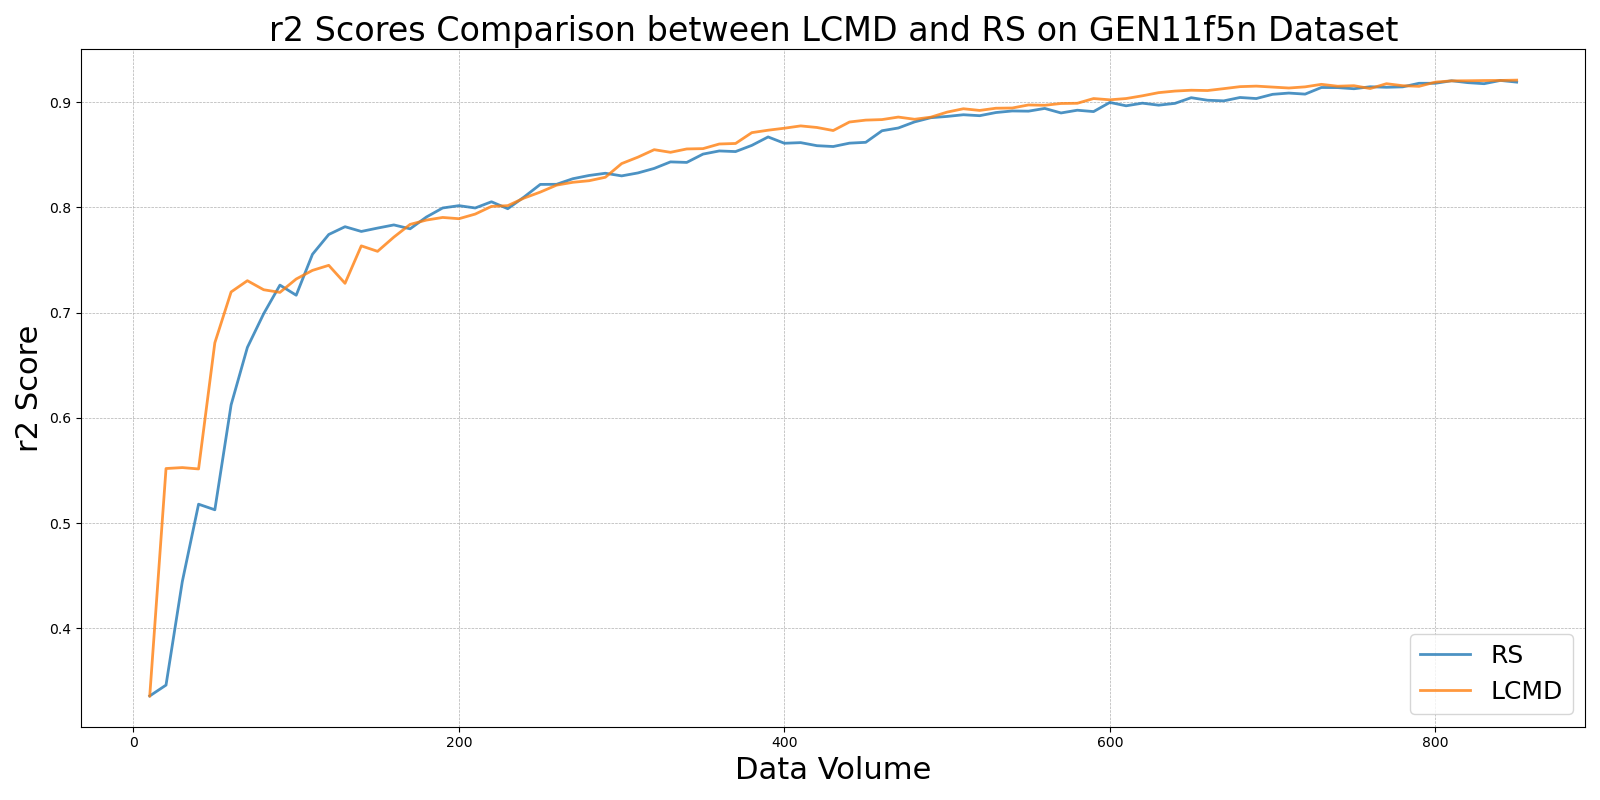 r2 Scores Comparison between LCMD and RS on GEN11f5n Dataset
r2 Score
0.9
0.8
0.7
0.6
0.5
0.4
0
200
400
600
800
Data Volume
RS
LCMD